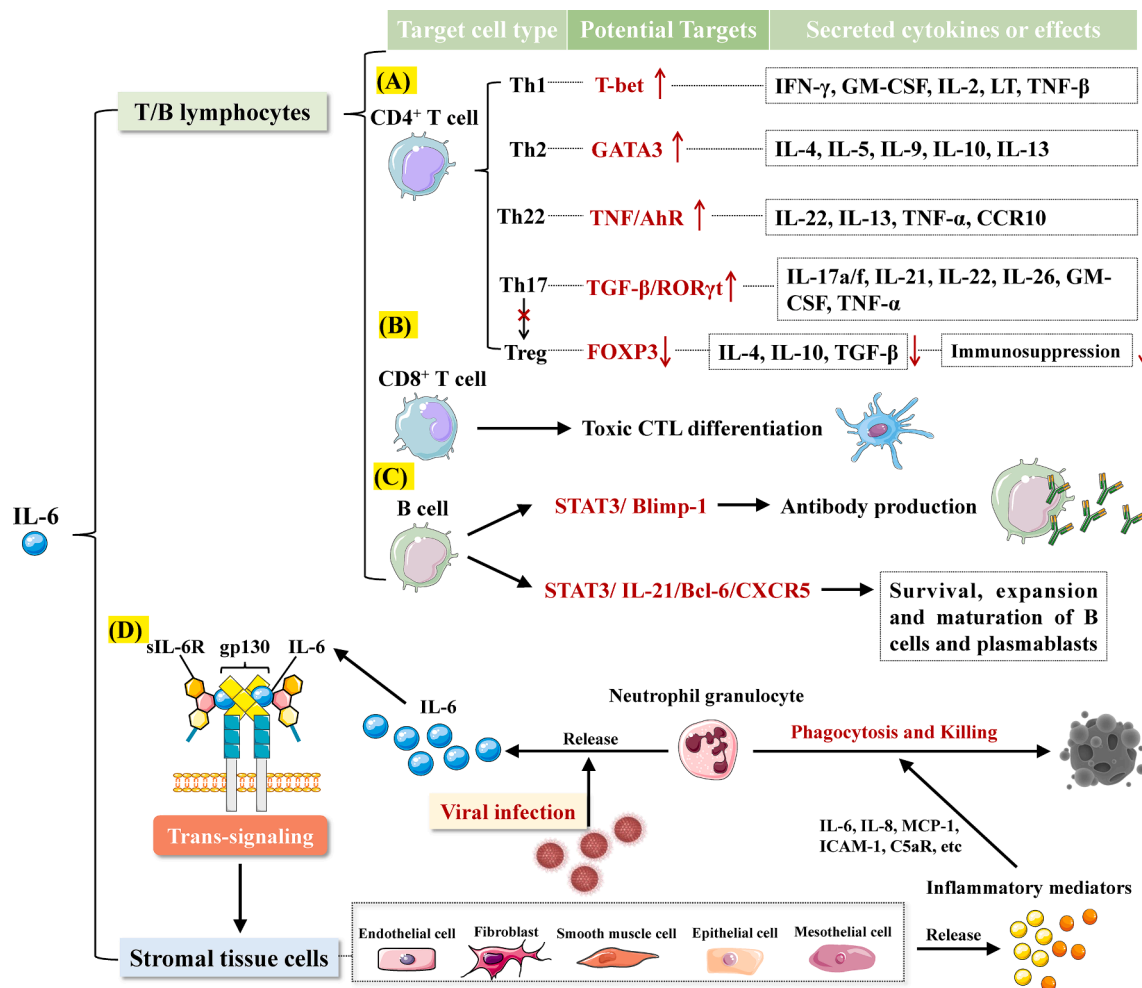 Target cell type
Potential Targets
Secreted cytokines or effects
(A)
T/B lymphocytes
CD4+ T cell
Th1
T-bet ↑
IFN-γ, GM-CSF, IL-2, LT, TNF-β
Th2
GATA3 ↑
IL-4, IL-5, IL-9, IL-10, IL-13
Th22
TNF/AhR ↑
IL-22, IL-13, TNF-α, CCR10
Th17
TGF-β/RORγt ↑
IL-17a/f, IL-21, IL-22, IL-26, GM-
CSF, TNF-α
Treg
FOXP3 ↓
IL-4, IL-10, TGF-β ↓
Immunosuppression ↓
(B)
CD8+ T cell
Toxic CTL differentiation
(C)
B cell
STAT3/ Blimp-1
Antibody production
STAT3/ IL-21/Bcl-6/CXCR5
Survival, expansion
and maturation of B
cells and plasmablasts
IL-6
(D)
sIL-6R
gp130
IL-6
Trans-signaling
IL-6
Release
Neutrophil granulocyte
Phagocytosis and Killing
Viral infection
IL-6, IL-8, MCP-1,
ICAM-1, C5aR, etc
Inflammatory mediators
Stromal tissue cells
Endothelial cell
Fibroblast
Smooth muscle cell
Epithelial cell
Mesothelial cell
Release